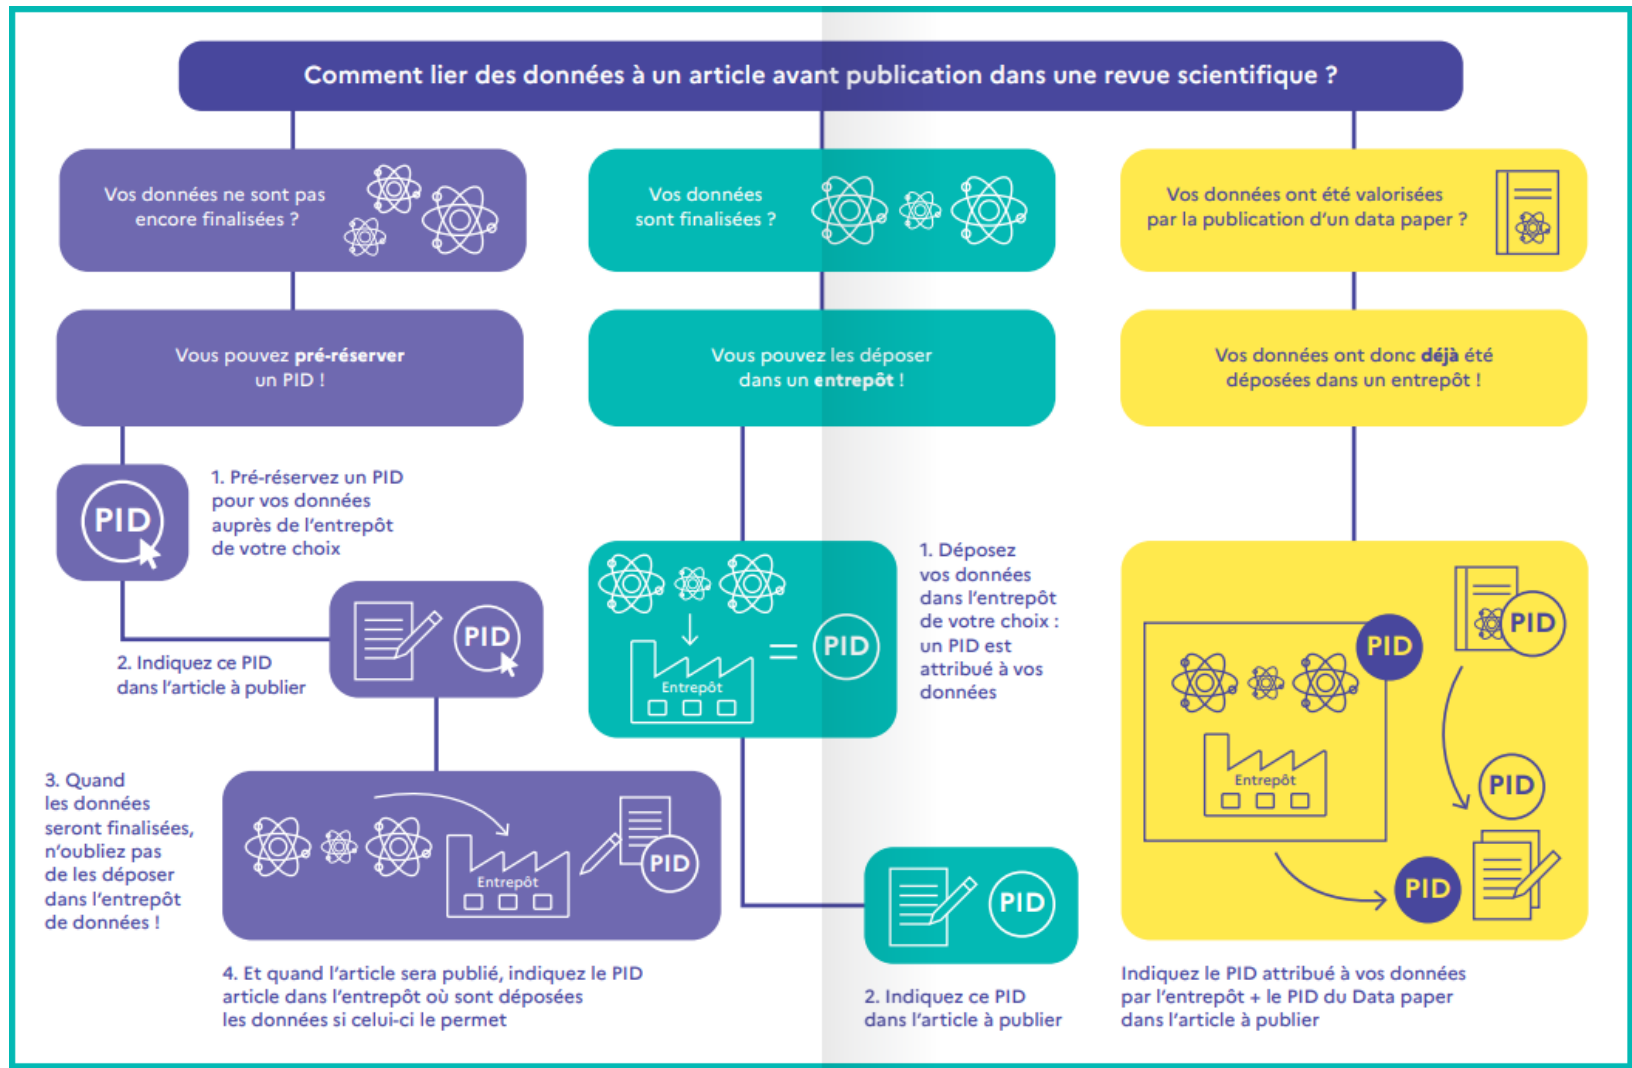 Comment lier des données à un article avant publication dans une revue scientifique ?
Vos données ne sont pas
encore finalisées ?
Vous pouvez pré-réserver
un PID !
PID
1. Pré-réservez un PID
pour vos données
auprès de l'entrepôt
de votre choix
PID
2. Indiquez ce PID
dans l'article à publier
3. Quand
les données
seront finalisées,
n'oubliez pas
de les déposer
dans l'entrepôt
de données !
Entrepôt
PID
4. Et quand l'article sera publié, indiquez le PID
article dans l'entrepôt où sont déposées
les données si celui-ci le permet
Vos données
sont finalisées ?
Vous pouvez les déposer
dans un entrepôt !
Entrepôt
=
PID
1. Déposez
vos données
dans l'entrepôt
de votre choix :
un PID est
attribué à vos
données
PID
2. Indiquez ce PID
dans l'article à publier
Vos données ont été valorisées
par la publication d'un data paper ?
Vos données ont donc déjà été
déposées dans un entrepôt !
PID
PID
Entrepôt
PID
PID
Indiquez le PID attribué à vos données
par l'entrepôt + le PID du Data paper
dans l'article à publier